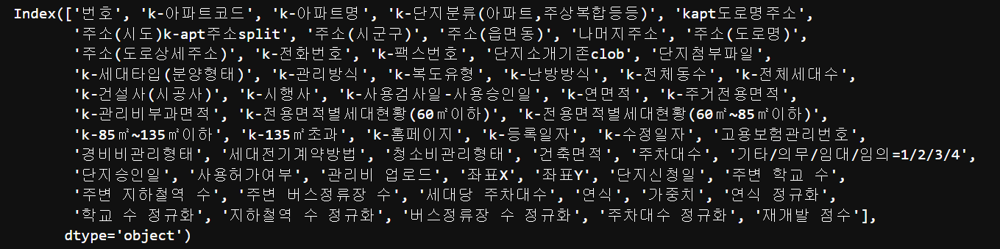 Index(['번호', 'k-아파트코드', 'k-아파트명', 'k-단지분류(아파트,주상복합등등)', 'kapt도로명주소',
'주소(시도)k-apt주소split', '주소(시군구)', '주소(읍면동)', '나머지주소', '주소(도로명)',
'주소(도로상세주소)', 'k-전화번호', 'k-팩스번호', '단지소개기존clob', '단지첨부파일',
'k-세대타입(분양형태)', 'k-관리방식', 'k-복도유형', 'k-난방방식', 'k-전체동수', 'k-전체세대수',
'k-건설사(시공사)', 'k-시행사', 'k-사용검사일-사용승인일', 'k-연면적', 'k-주거전용면적',
'k-관리비부과면적', 'k-전용면적별세대현황(60㎡이하)', 'k-전용면적별세대현황(60㎡~85㎡이하)',
'k-85㎡~135㎡이하', 'k-135㎡초과', 'k-홈페이지', 'k-등록일자', 'k-수정일자', '고용보험관리번호',
'경비비관리형태', '세대전기계약방법', '청소비관리형태', '건축면적', '주차대수', '기타/의무/임대/임의=1/2/3/4',
'단지승인일', '사용허가여부', '관리비 업로드', '좌표X', '좌표Y', '단지신청일', '주변 학교 수',
'주변 지하철역 수', '주변 버스정류장 수', '세대당 주차대수', '연식', '가중치', '연식 정규화',
'학교 수 정규화', '지하철역 수 정규화', '버스정류장 수 정규화', '주차대수 정규화', '재개발 점수'],
dtype='object')